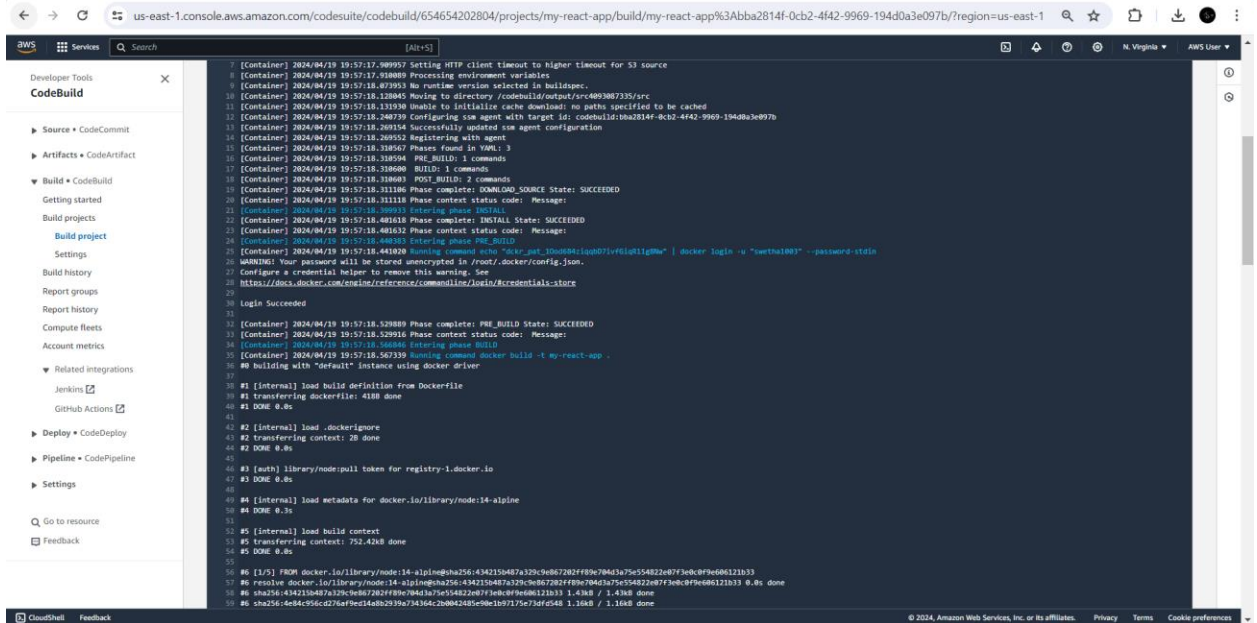 us-east-1.console.aws.amazon.com/codesuite/codebuild/654654202804/projects/my-react-app/build/my-react-app%3Abba2814f-0cb2-4f42-9969-194d0a3e097b/?region=us-east-1
aws Services Search [Alt+S] N. Virginia AWS User
Developer Tools
CodeBuild
Source • CodeCommit
Artifacts • CodeArtifact
Build • CodeBuild
Getting started
Build projects
Build project
Settings
Build history
Report groups
Report history
Compute fleets
Account metrics
Related integrations
Jenkins
GitHub Actions
Deploy • CodeDeploy
Pipeline • CodePipeline
Settings
Go to resource
Feedback
7 [Container] 2024/04/19 19:57:17.909957 Setting HTTP client timeout to higher timeout for S3 source
8 [Container] 2024/04/19 19:57:17.910089 Processing environment variables
9 [Container] 2024/04/19 19:57:18.073953 No runtime version selected in buildspec.
10 [Container] 2024/04/19 19:57:18.128045 Moving to directory /codebuild/output/src4093087335/src
11 [Container] 2024/04/19 19:57:18.131930 Unable to initialize cache download: no paths specified to be cached
12 [Container] 2024/04/19 19:57:18.240739 Configuring ssm agent with target id: codebuild:bba2814f-0cb2-4f42-9969-194d0a3e097b
13 [Container] 2024/04/19 19:57:18.269154 Successfully updated ssm agent configuration
14 [Container] 2024/04/19 19:57:18.269552 Registering with agent
15 [Container] 2024/04/19 19:57:18.310567 Phases found in YAML: 3
16 [Container] 2024/04/19 19:57:18.310594 PRE_BUILD: 1 commands
17 [Container] 2024/04/19 19:57:18.310600 BUILD: 1 commands
18 [Container] 2024/04/19 19:57:18.310603 POST_BUILD: 2 commands
19 [Container] 2024/04/19 19:57:18.311106 Phase complete: DOWNLOAD_SOURCE State: SUCCEEDED
20 [Container] 2024/04/19 19:57:18.311118 Phase context status code: Message:
21 [Container] 2024/04/19 19:57:18.399933 Entering phase INSTALL
22 [Container] 2024/04/19 19:57:18.401618 Phase complete: INSTALL State: SUCCEEDED
23 [Container] 2024/04/19 19:57:18.401632 Phase context status code: Message:
24 [Container] 2024/04/19 19:57:18.440383 Entering phase PRE_BUILD
25 [Container] 2024/04/19 19:57:18.441020 Running command echo | docker login -u "swetha1003" --password-stdin
26 WARNING! Your password will be stored unencrypted in /root/.docker/config.json.
27 Configure a credential helper to remove this warning. See
28 https://docs.docker.com/engine/reference/commandline/login/#credentials-store
29
30 Login Succeeded
31
32 [Container] 2024/04/19 19:57:18.529889 Phase complete: PRE_BUILD State: SUCCEEDED
33 [Container] 2024/04/19 19:57:18.529916 Phase context status code: Message:
34 [Container] 2024/04/19 19:57:18.566846 Entering phase BUILD
35 [Container] 2024/04/19 19:57:18.567339 Running command docker build -t my-react-app .
36 #0 building with "default" instance using docker driver
37
38 #1 [internal] load build definition from Dockerfile
39 #1 transferring dockerfile: 418B done
40 #1 DONE 0.0s
41
42 #2 [internal] load .dockerignore
43 #2 transferring context: 2B done
44 #2 DONE 0.0s
45
46 #3 [auth] library/node:pull token for registry-1.docker.io
47 #3 DONE 0.0s
48
49 #4 [internal] load metadata for docker.io/library/node:14-alpine
50 #4 DONE 0.3s
51
52 #5 [internal] load build context
53 #5 transferring context: 752.42kB done
54 #5 DONE 0.0s
55
56 #6 [1/5] FROM docker.io/library/node:14-alpine@sha256:434215b487a329c9e867202ff89e704d3a75e554822e07f3e0c0f9e606121b33
57 #6 resolve docker.io/library/node:14-alpine@sha256:434215b487a329c9e867202ff89e704d3a75e554822e07f3e0c0f9e606121b33 0.0s done
58 #6 sha256:434215b487a329c9e867202ff89e704d3a75e554822e07f3e0c0f9e606121b33 1.43kB / 1.43kB done
59 #6 sha256:4e84c956cd276af9ed14a8b2939a734364c2b0042485e90e1b97175e73dfd548 1.16kB / 1.16kB done
CloudShell Feedback © 2024, Amazon Web Services, Inc. or its affiliates. Privacy Terms Cookie preferences